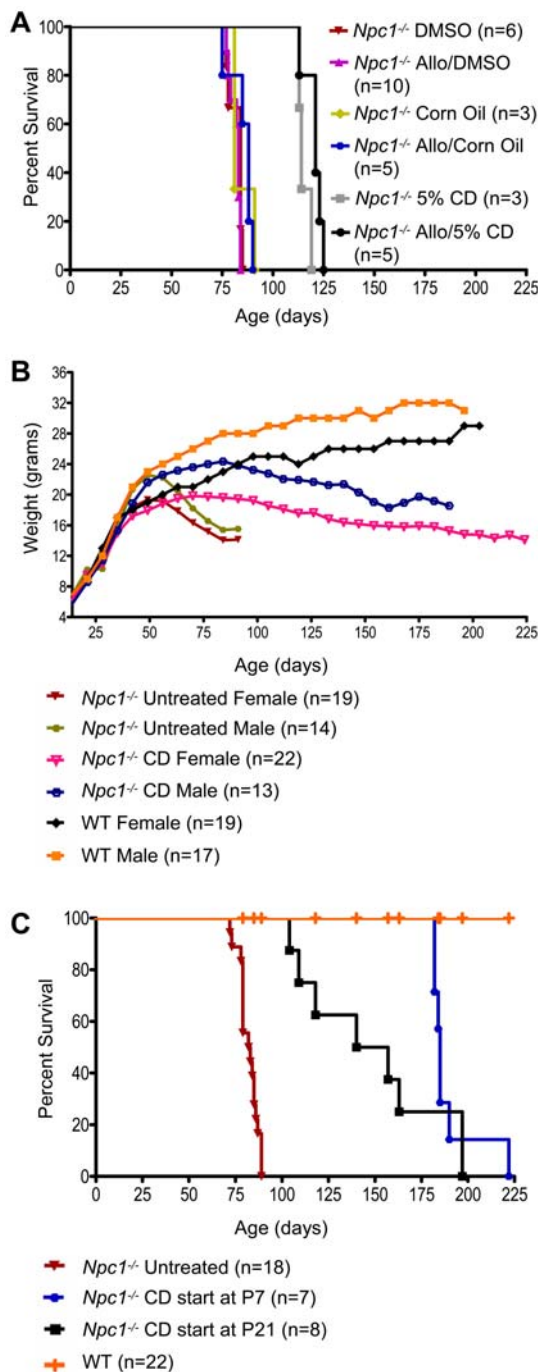 A
Percent Survival
100
80
60
40
20
0
0 25 50 75 100 125 150 175 200 225
Age (days)
Npc1-/- DMSO (n=6)
Npc1-/- Allo/DMSO
(n=10)
Npc1-/- Corn Oil (n=3)
Npc1-/- Allo/Corn Oil
(n=5)
Npc1-/- 5% CD (n=3)
Npc1-/- Allo/5% CD
(n=5)
B
Weight (grams)
36
32
28
24
20
16
12
8
4
25 50 75 100 125 150 175 200 225
Age (days)
Npc1-/- Untreated Female (n=19)
Npc1-/- Untreated Male (n=14)
Npc1-/- CD Female (n=22)
Npc1-/- CD Male (n=13)
WT Female (n=19)
WT Male (n=17)
C
Percent Survival
100
80
60
40
20
0
0 25 50 75 100 125 150 175 200 225
Age (days)
Npc1-/- Untreated (n=18)
Npc1-/- CD start at P7 (n=7)
Npc1-/- CD start at P21 (n=8)
WT (n=22)